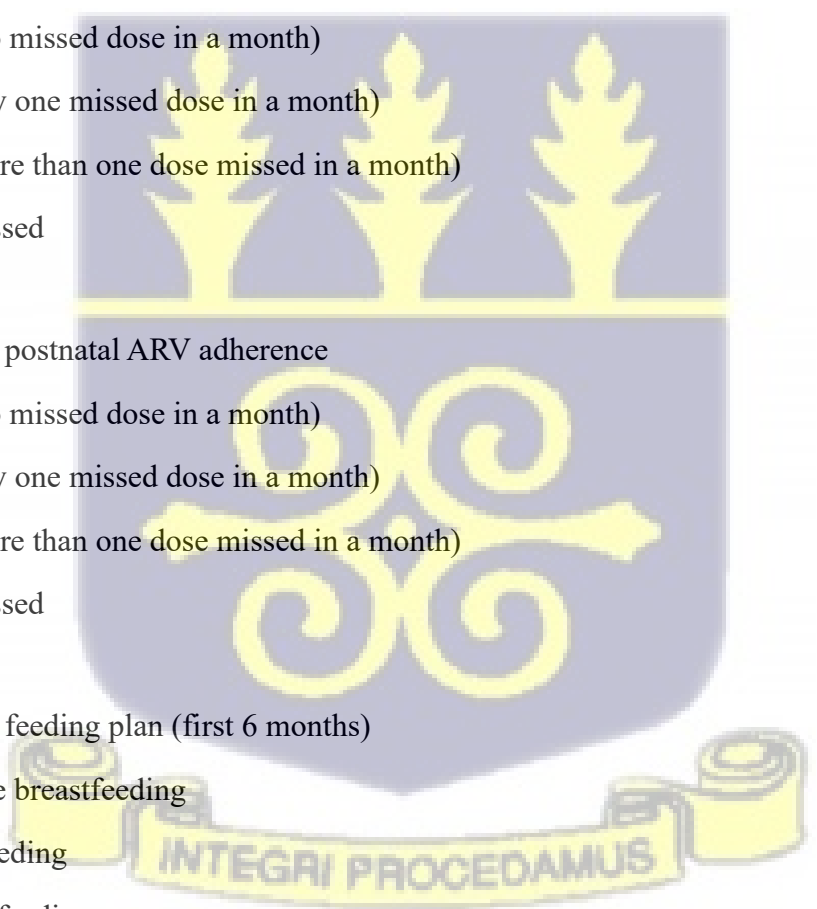 missed dose in a month)
one missed dose in a month)
re than one dose missed in a month)
ssed
postnatal ARV adherence
missed dose in a month)
one missed dose in a month)
re than one dose missed in a month)
ssed
feeding plan (first 6 months)
e breastfeeding
eding
INTEGRI PROCEDAMUS